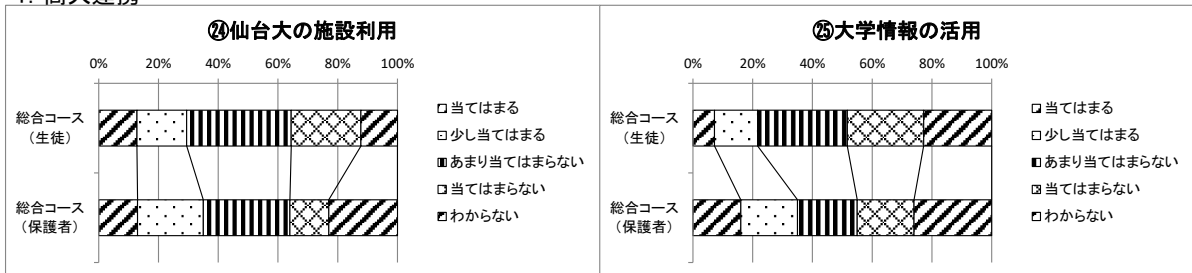 ㉔仙台大の施設利用
0% 20% 40% 60% 80% 100%
総合コース
（生徒）
総合コース
（保護者）
当てはまる
少し当てはまる
あまり当てはまらない
当てはまらない
わからない
㉕大学情報の活用
0% 20% 40% 60% 80% 100%
総合コース
（生徒）
総合コース
（保護者）
当てはまる
少し当てはまる
あまり当てはまらない
当てはまらない
わからない